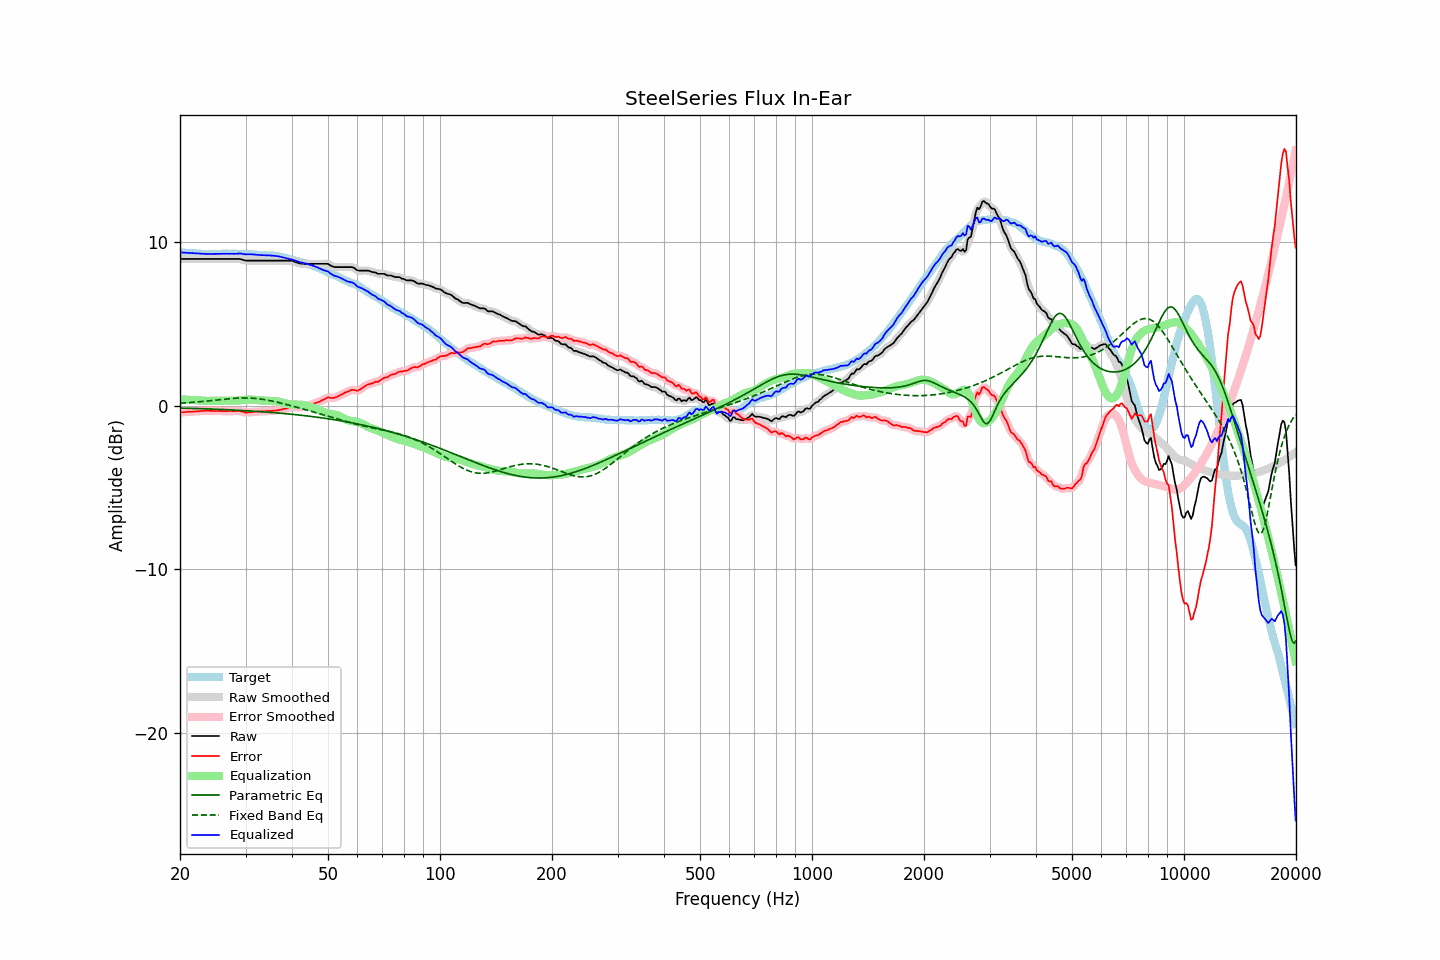 SteelSeries Flux In-Ear
Amplitude (dBr)
10
0
−10
−20
Target
Raw Smoothed
Error Smoothed
Raw
Error
Equalization
Parametric Eq
Fixed Band Eq
Equalized
20 50 100 200 500 1000 2000 5000 10000 20000
Frequency (Hz)